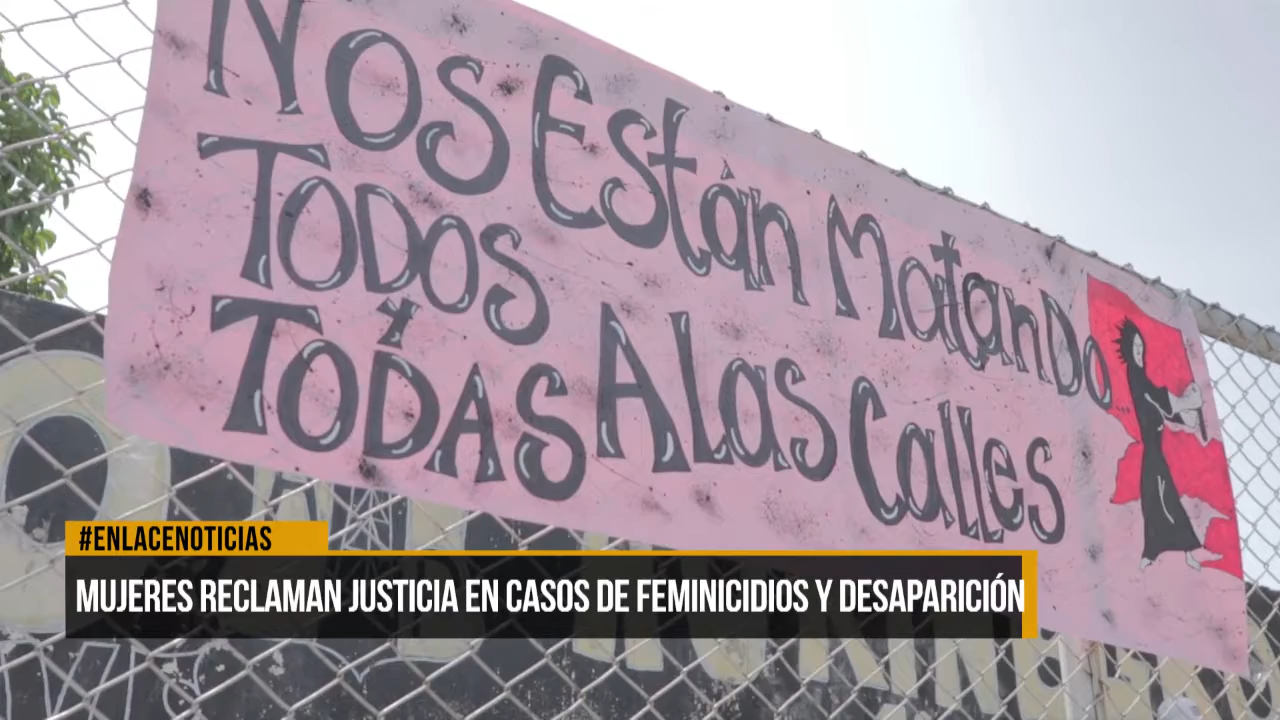 Nos Están Matando
TODOS
Y
TODAS A las Calles
#ENLACENOTICIAS
MUJERES RECLAMAN JUSTICIA EN CASOS DE FEMINICIDIOS Y DESAPARICIÓN